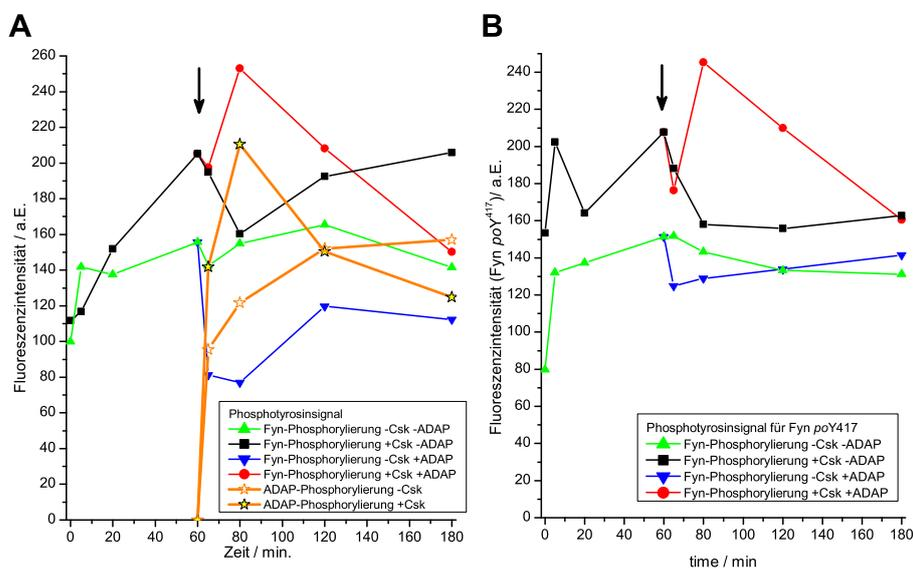 A
Fluoreszenzintensität / a.E.
260
240
220
200
180
160
140
120
100
80
60
40
20
0
0 20 40 60 80 100 120 140 160 180
Zeit / min.
Phosphotyrosinsignal
Fyn-Phosphorylierung -Csk -ADAP
Fyn-Phosphorylierung +Csk -ADAP
Fyn-Phosphorylierung -Csk +ADAP
Fyn-Phosphorylierung +Csk +ADAP
ADAP-Phosphorylierung -Csk
ADAP-Phosphorylierung +Csk
B
Fluoreszenzintensität (Fyn poY417)/ a.E.
240
220
200
180
160
140
120
100
80
60
40
20
0
0 20 40 60 80 100 120 140 160 180
time / min
Phosphotyrosinsignal für Fyn poY417
Fyn-Phosphorylierung -Csk -ADAP
Fyn-Phosphorylierung +Csk -ADAP
Fyn-Phosphorylierung -Csk +ADAP
Fyn-Phosphorylierung +Csk +ADAP